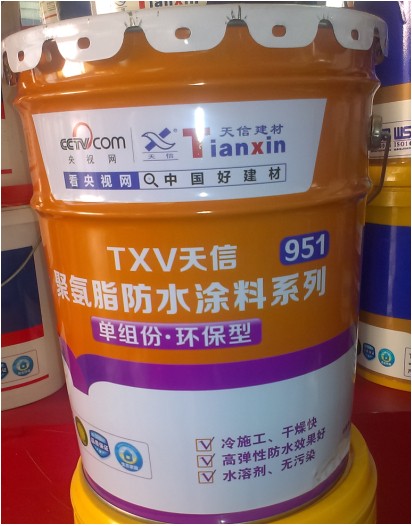 CCTV.com
央视网
天信
天信建材
Tianxin
看央视网 中国好建材
TXV天信
951
聚氨脂防水涂料系列
单组份·环保型
冷施工、干燥快
高弹性防水效果好
水溶剂、无污染